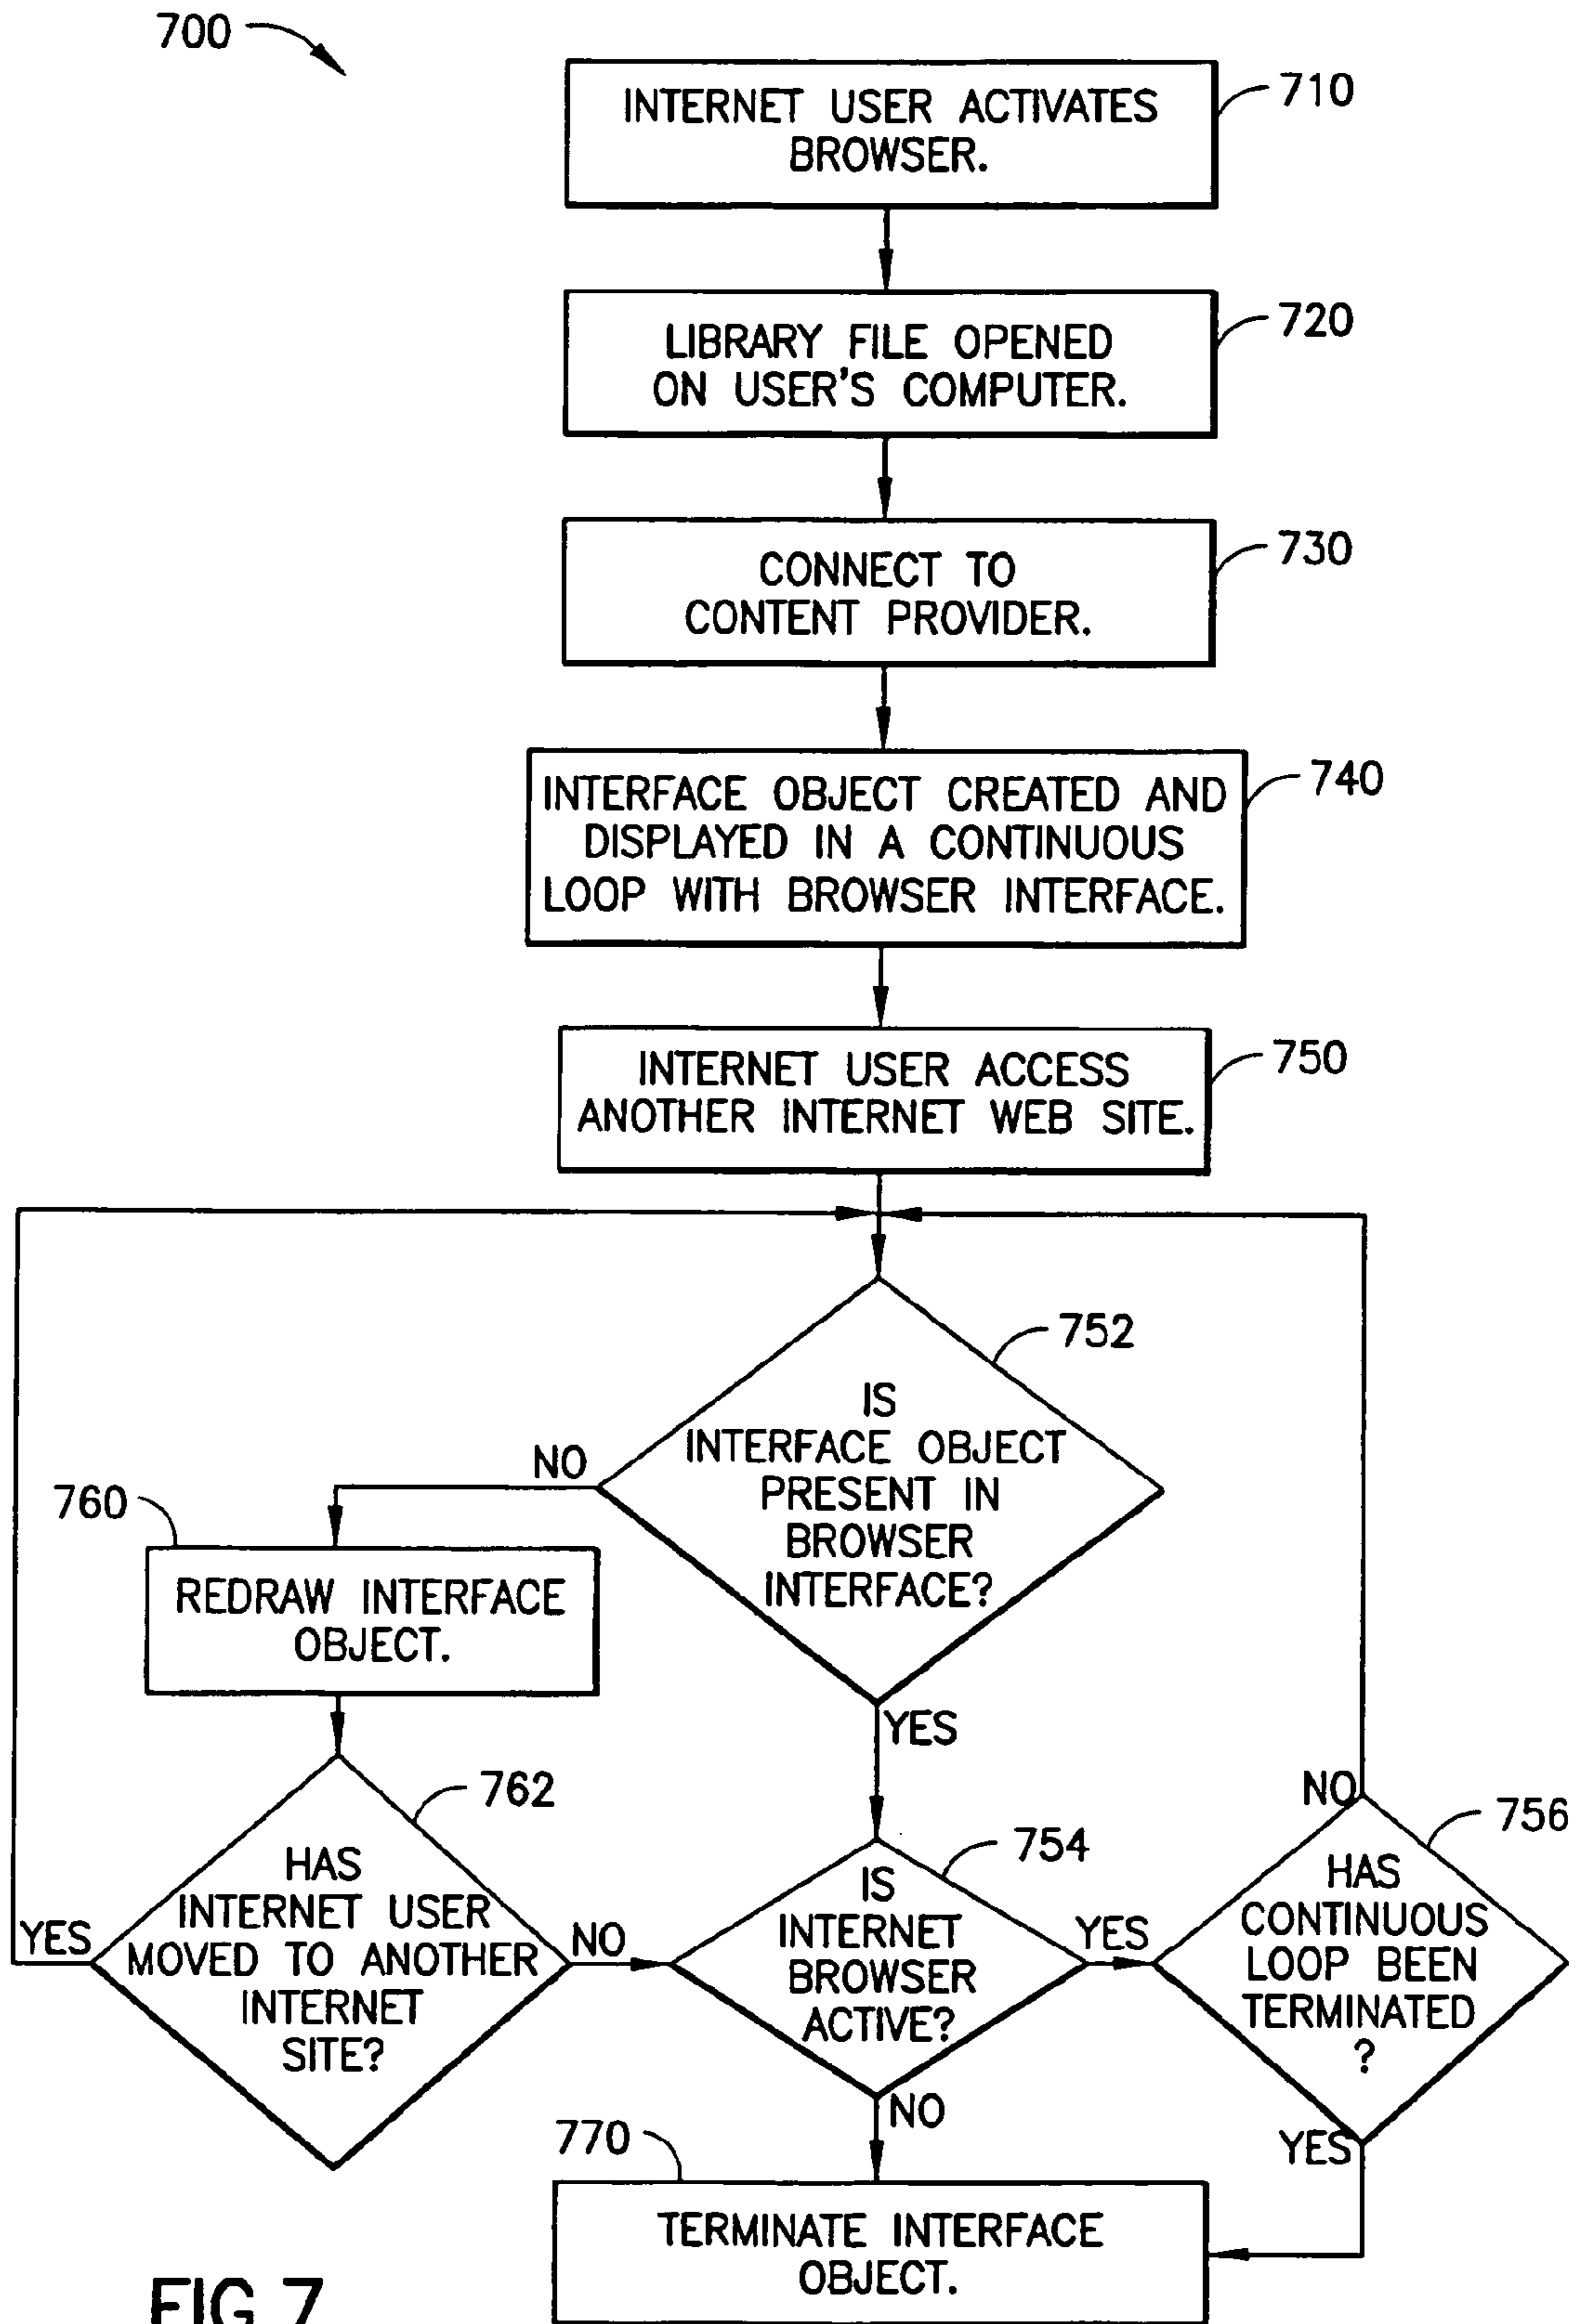 700
INTERNET USER ACTIVATES
BROWSER.
710
LIBRARY FILE OPENED
ON USER'S COMPUTER.
720
CONNECT TO
CONTENT PROVIDER.
730
INTERFACE OBJECT CREATED AND
DISPLAYED IN A CONTINUOUS
LOOP WITH BROWSER INTERFACE.
740
INTERNET USER ACCESS
ANOTHER INTERNET WEB SITE.
750
752
IS
INTERFACE OBJECT
PRESENT IN
BROWSER
INTERFACE?
NO
YES
760
REDRAW INTERFACE
OBJECT.
762
HAS
INTERNET USER
MOVED TO ANOTHER
INTERNET
SITE?
YES
NO
754
IS
INTERNET
BROWSER
ACTIVE?
YES
NO
756
NO
HAS
CONTINUOUS
LOOP BEEN
TERMINATED
?
YES
770
TERMINATE INTERFACE
OBJECT.
FIG.7